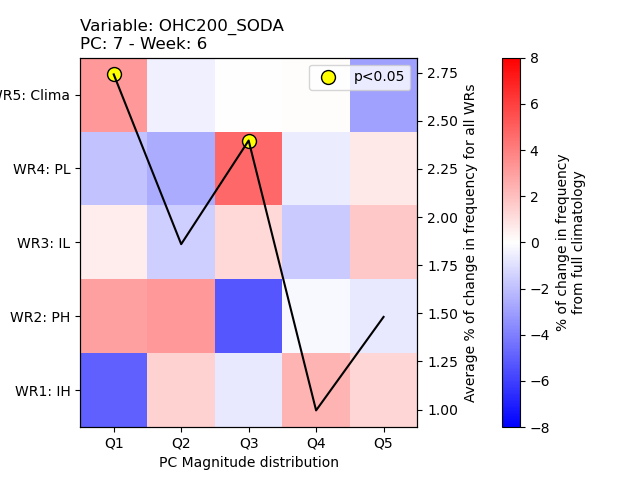 Variable: OHC200_SODA
PC: 7 - Week: 6
p<0.05
WR5: Clima
WR4: PL
WR3: IL
WR2: PH
WR1: IH
Q1 Q2 Q3 Q4 Q5
PC Magnitude distribution
2.75
2.50
2.25
2.00
1.75
1.50
1.25
1.00
Average % of change in frequency for all WRs
8
6
4
2
0
−2
−4
−6
−8
% of change in frequency
from full climatology